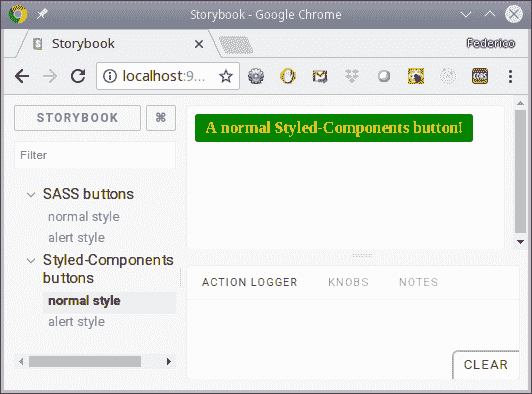 Storybook - Google Chrome
Storybook
Federico
localhost:9...
STORYBOOK
⌘
Filter
SASS buttons
normal style
alert style
Styled-Components
buttons
normal style
alert style
A normal Styled-Components button!
ACTION LOGGER KNOBS NOTES
CLEAR